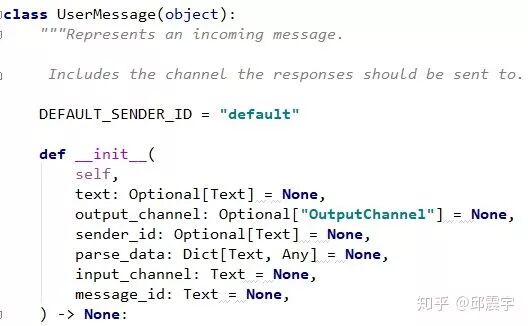 class UserMessage(object):
    """Represents an incoming message.

     Includes the channel the responses should be sent to.

    DEFAULT_SENDER_ID = "default"

    def __init__(
        self,
        text: Optional[Text] = None,
        output_channel: Optional["OutputChannel"] = None,
        sender_id: Optional[Text] = None,
        parse_data: Dict[Text, Any] = None,
        input_channel: Text = None,
        message_id: Text = None,
    ) -> None:
知乎 @邱震宇